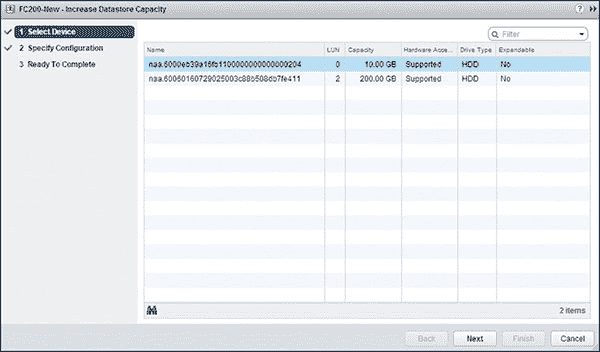 FC200-New - Increase Datastore Capacity
1 Select Device
2 Specify Configuration
3 Ready To Complete
Filter
Name LUN Capacity Hardware Acce... Drive Type Expandable
0 10.00 GB Supported HDD No
naa.60060160729025003c88b508db7fe411 2 200.00 GB Supported HDD No
2 items
Back Next Finish Cancel